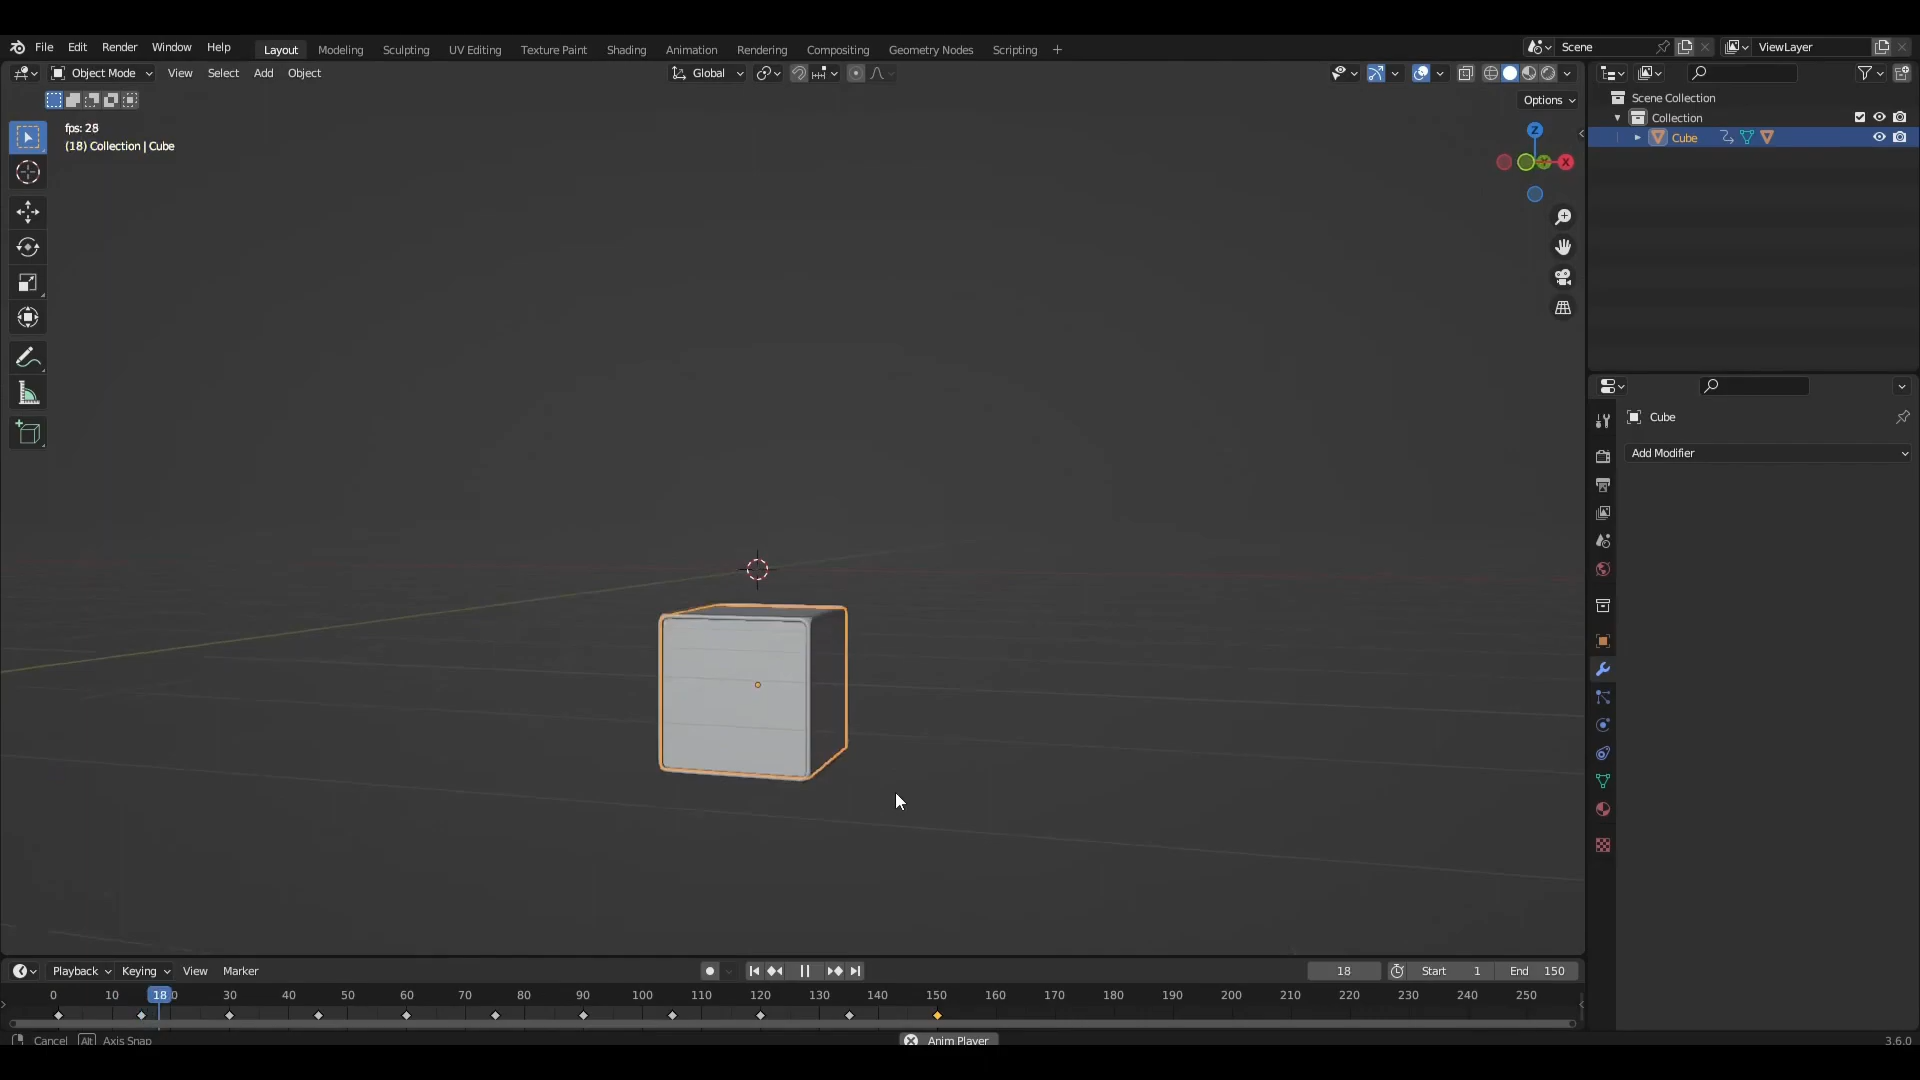 File Edit Render Window Help Layout Modeling Sculpting UV Editing Texture Paint Shading Animation Rendering Compositing Geometry Nodes Scripting + Scene ViewLayer
Object Mode View Select Add Object Global
Options
Scene Collection
Collection
Cube
fps: 28
(18) Collection | Cube
Z
X
Cube
Add Modifier
Playback Keying View Marker 18 Start 1 End 150
0 10 18 30 40 50 60 70 80 90 100 110 120 130 140 150 160 170 180 190 200 210 220 230 240 250
Cancel Alt Axis Snap Anim Player 3.6.0